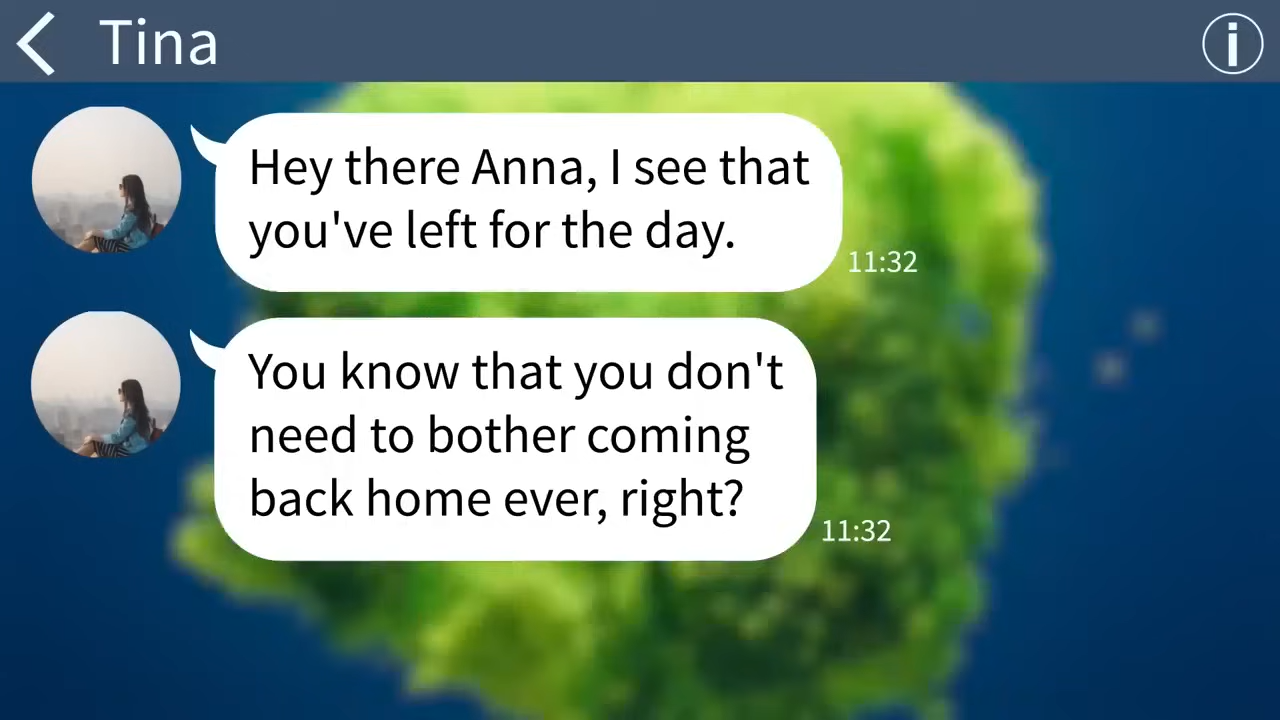 Tina
Hey there Anna, I see that
you've left for the day.
11:32
You know that you don't
need to bother coming
back home ever, right?
11:32